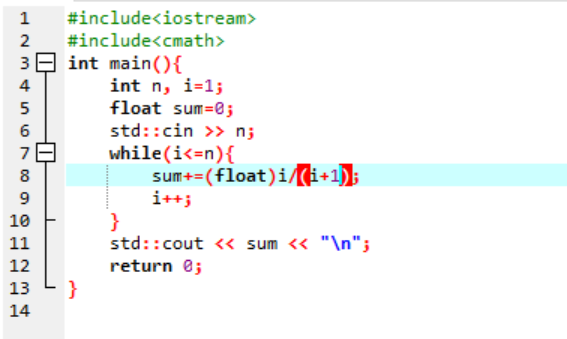 1 #include<iostream>
2 #include<cmath>
3 int main(){
4 int n, i=1;
5 float sum=0;
6 std::cin >> n;
7 while(i<=n){
8 sum+=(float)i/(i+1);
9 i++;
10 }
11 std::cout << sum << "\n";
12 return 0;
13 }
14